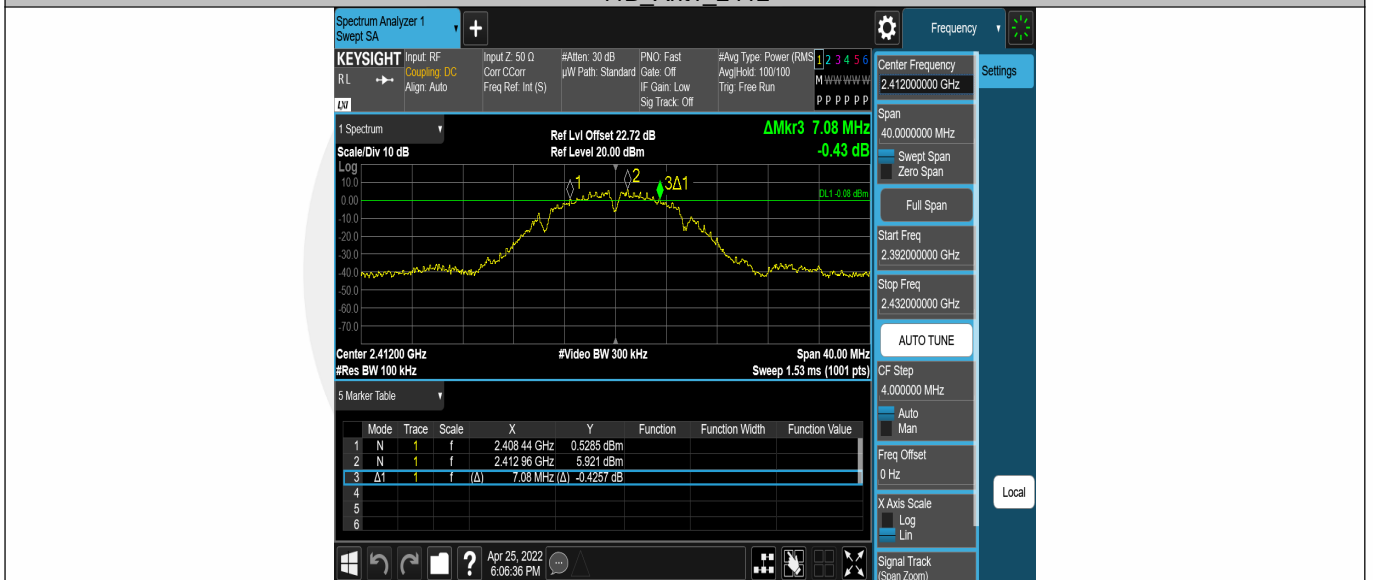 Spectrum Analyzer 1
Swept SA
Frequency
KEYSIGHT
R L
LXI
Input: RF
Coupling: DC
Align: Auto
Input Z: 50 Ω
Corr CCorr
Freq Ref: Int (S)
#Atten: 30 dB
µW Path: Standard
PNO: Fast
Gate: Off
IF Gain: Low
Sig Track: Off
#Avg Type: Power (RMS
Avg|Hold: 100/100
Trig: Free Run
1 2 3 4 5 6
M W W W W W
P P P P P P
Center Frequency
2.412000000 GHz
Settings
1 Spectrum
Ref Lvl Offset 22.72 dB
ΔMkr3 7.08 MHz
Scale/Div 10 dB
Ref Level 20.00 dBm
-0.43 dB
Log
10.0
0.00
-10.0
-20.0
-30.0
-40.0
-50.0
-60.0
-70.0
1
2
3Δ1
DL1 -0.08 dBm
Center 2.41200 GHz
#Video BW 300 kHz
Span 40.00 MHz
#Res BW 100 kHz
Sweep 1.53 ms (1001 pts)
Span
40.0000000 MHz
Swept Span
Zero Span
Full Span
Start Freq
2.392000000 GHz
Stop Freq
2.432000000 GHz
AUTO TUNE
CF Step
4.000000 MHz
Auto
Man
Freq Offset
0 Hz
X Axis Scale
Log
Lin
Signal Track
(Span Zoom)
Local
5 Marker Table
Mode Trace Scale X Y Function Function Width Function Value
1 N 1 f 2.408 44 GHz 0.5285 dBm
2 N 1 f 2.412 96 GHz 5.921 dBm
3 Δ1 1 f (Δ) 7.08 MHz (Δ) -0.4257 dB
4
5
6
Apr 25, 2022
6:06:36 PM